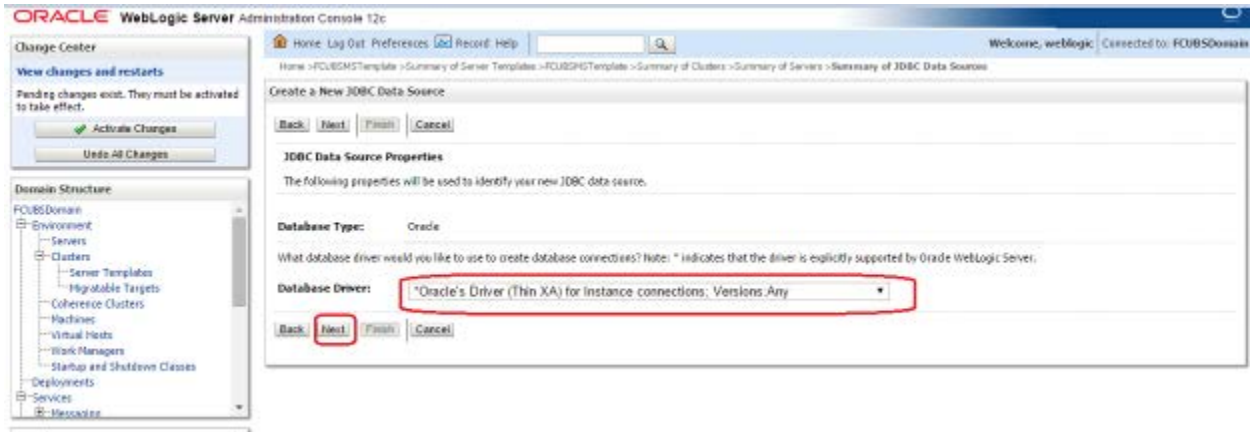 ORACLE WebLogic Server Administration Console 12c
Change Center
View changes and restarts
Pending changes exist. They must be activated
to take effect.
Activate Changes
Undo All Changes
Domain Structure
FCUBSDomain
Environment
Servers
Clusters
Server Templates
Migratable Targets
Coherence Clusters
Machines
Virtual Hosts
Work Managers
Startup and Shutdown Classes
Deployments
Services
Messaging
Home Log Out Preferences Record Help
Welcome, weblogic Connected to: FCUBSDomain
Home >FCUBSMSTemplate >Summary of Server Templates >FCUBSMSTemplate >Summary of Clusters >Summary of Servers >Summary of JDBC Data Sources
Create a New JDBC Data Source
Back Next Finish Cancel
JDBC Data Source Properties
The following properties will be used to identify your new JDBC data source.
Database Type: Oracle
What database driver would you like to use to create database connections? Note: * indicates that the driver is explicitly supported by Oracle WebLogic Server.
Database Driver: *Oracle's Driver (Thin XA) for Instance connections; Versions:Any
Back Next Finish Cancel